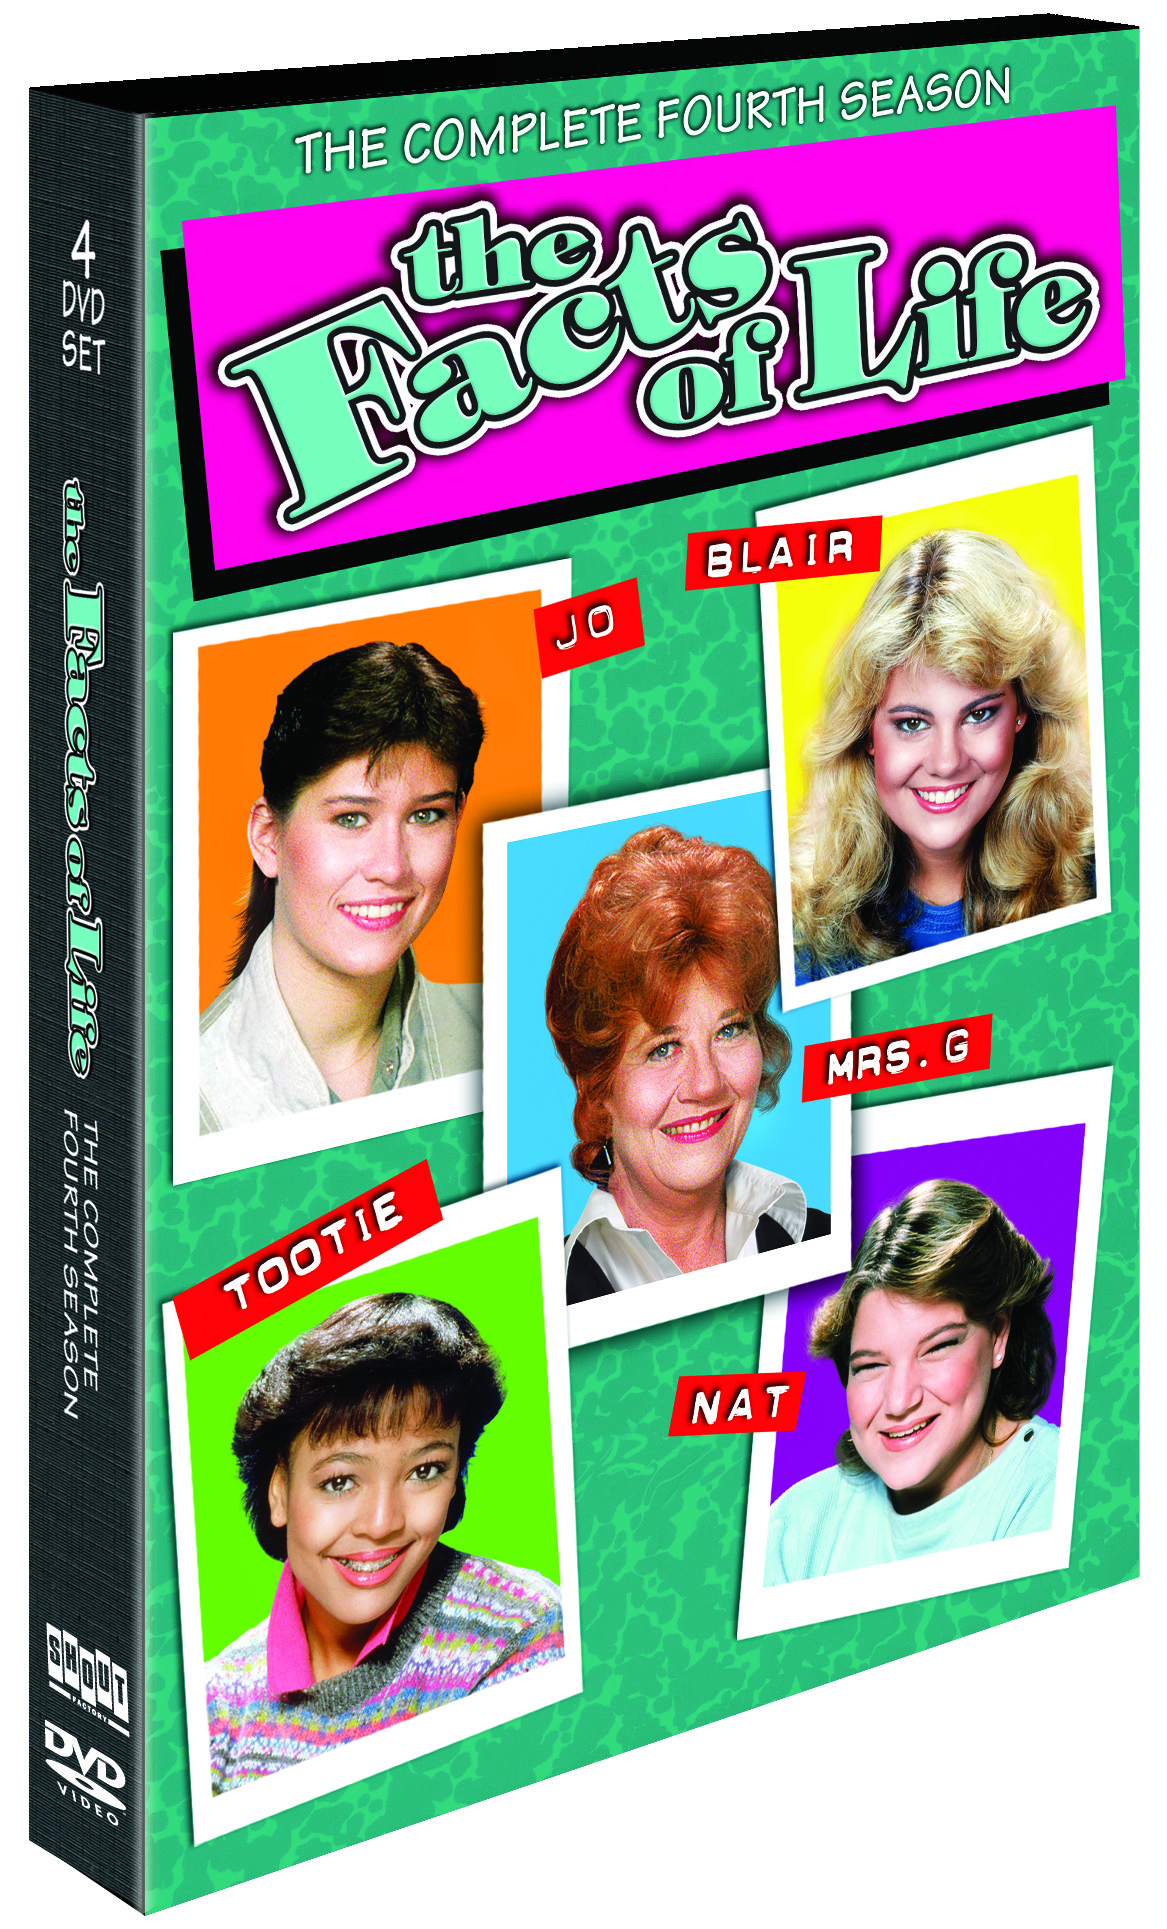 THE COMPLETE FOURTH SEASON
the
Facts
of Life
BLAIR
JO
MRS. G
TOOTIE
NAT
4
DVD
SET
the Facts of Life
THE COMPLETE
FOURTH SEASON
SHOUT
FACTORY
DVD
VIDEO